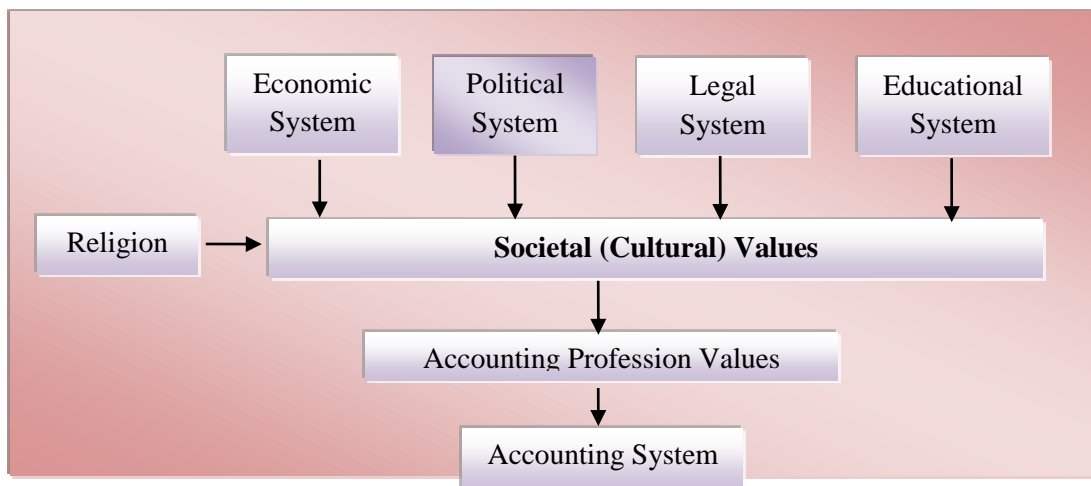 Economic
System
Political
System
Legal
System
Educational
System
Religion
Societal (Cultural) Values
Accounting Profession Values
Accounting System